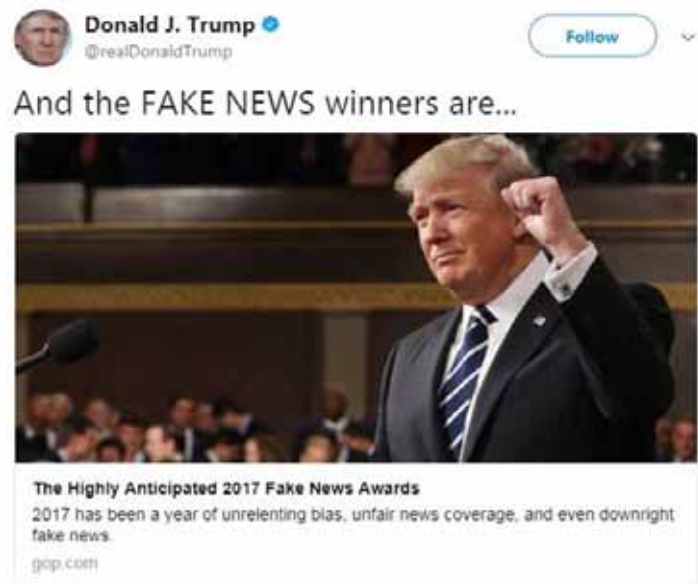 Donald J. Trump
@realDonaldTrump
Follow
And the FAKE NEWS winners are...
The Highly Anticipated 2017 Fake News Awards
2017 has been a year of unrelenting bias, unfair news coverage, and even downright
fake news.
gop.com